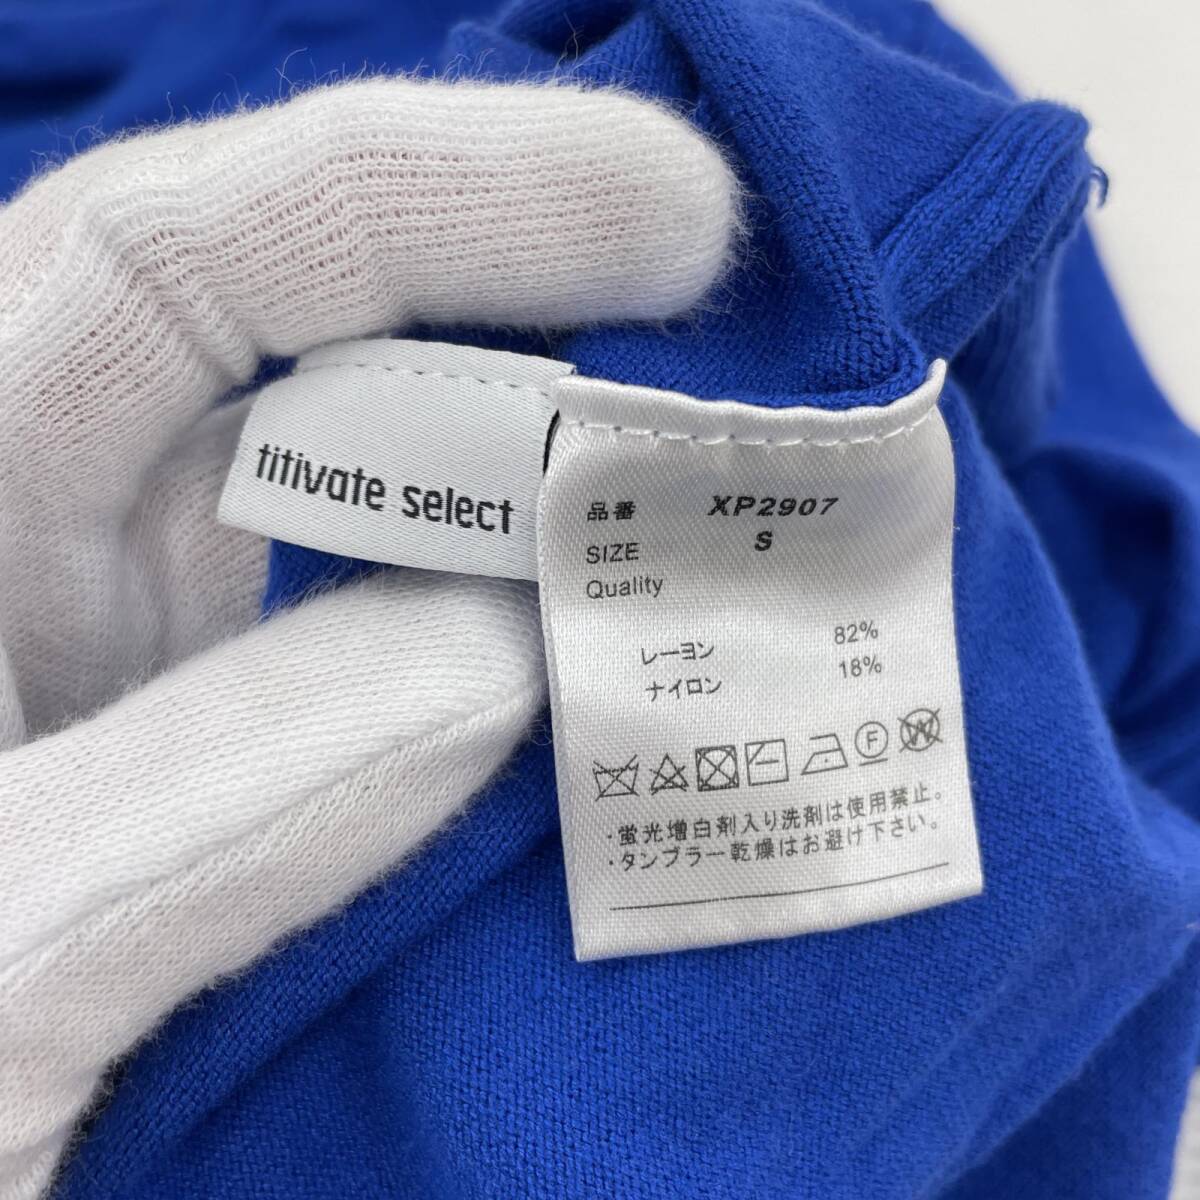 titivate select
品番 XP2907
SIZE S
Quality
レーヨン 82%
ナイロン 18%
F W
・蛍光増白剤入り洗剤は使用禁止。
・タンブラー乾燥はお避け下さい。